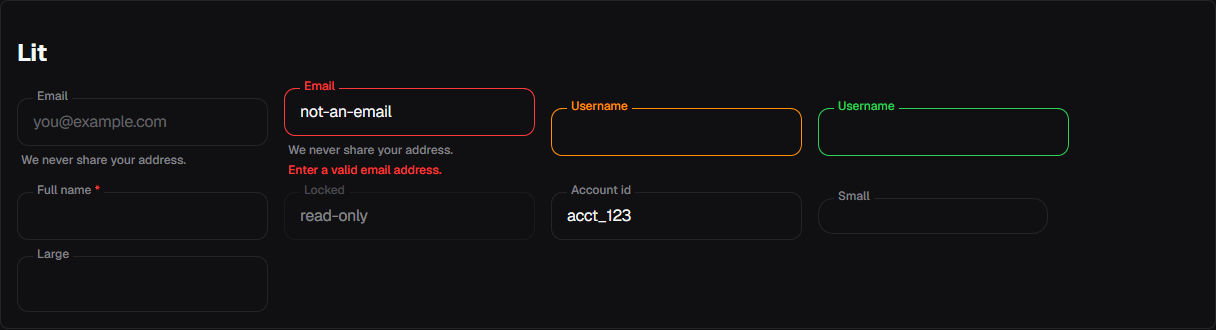 Lit
Email
you@example.com
We never share your address.
Email
not-an-email
We never share your address.
Enter a valid email address.
Username
Username
Full name *
Locked
read-only
Account id
acct_123
Small
Large